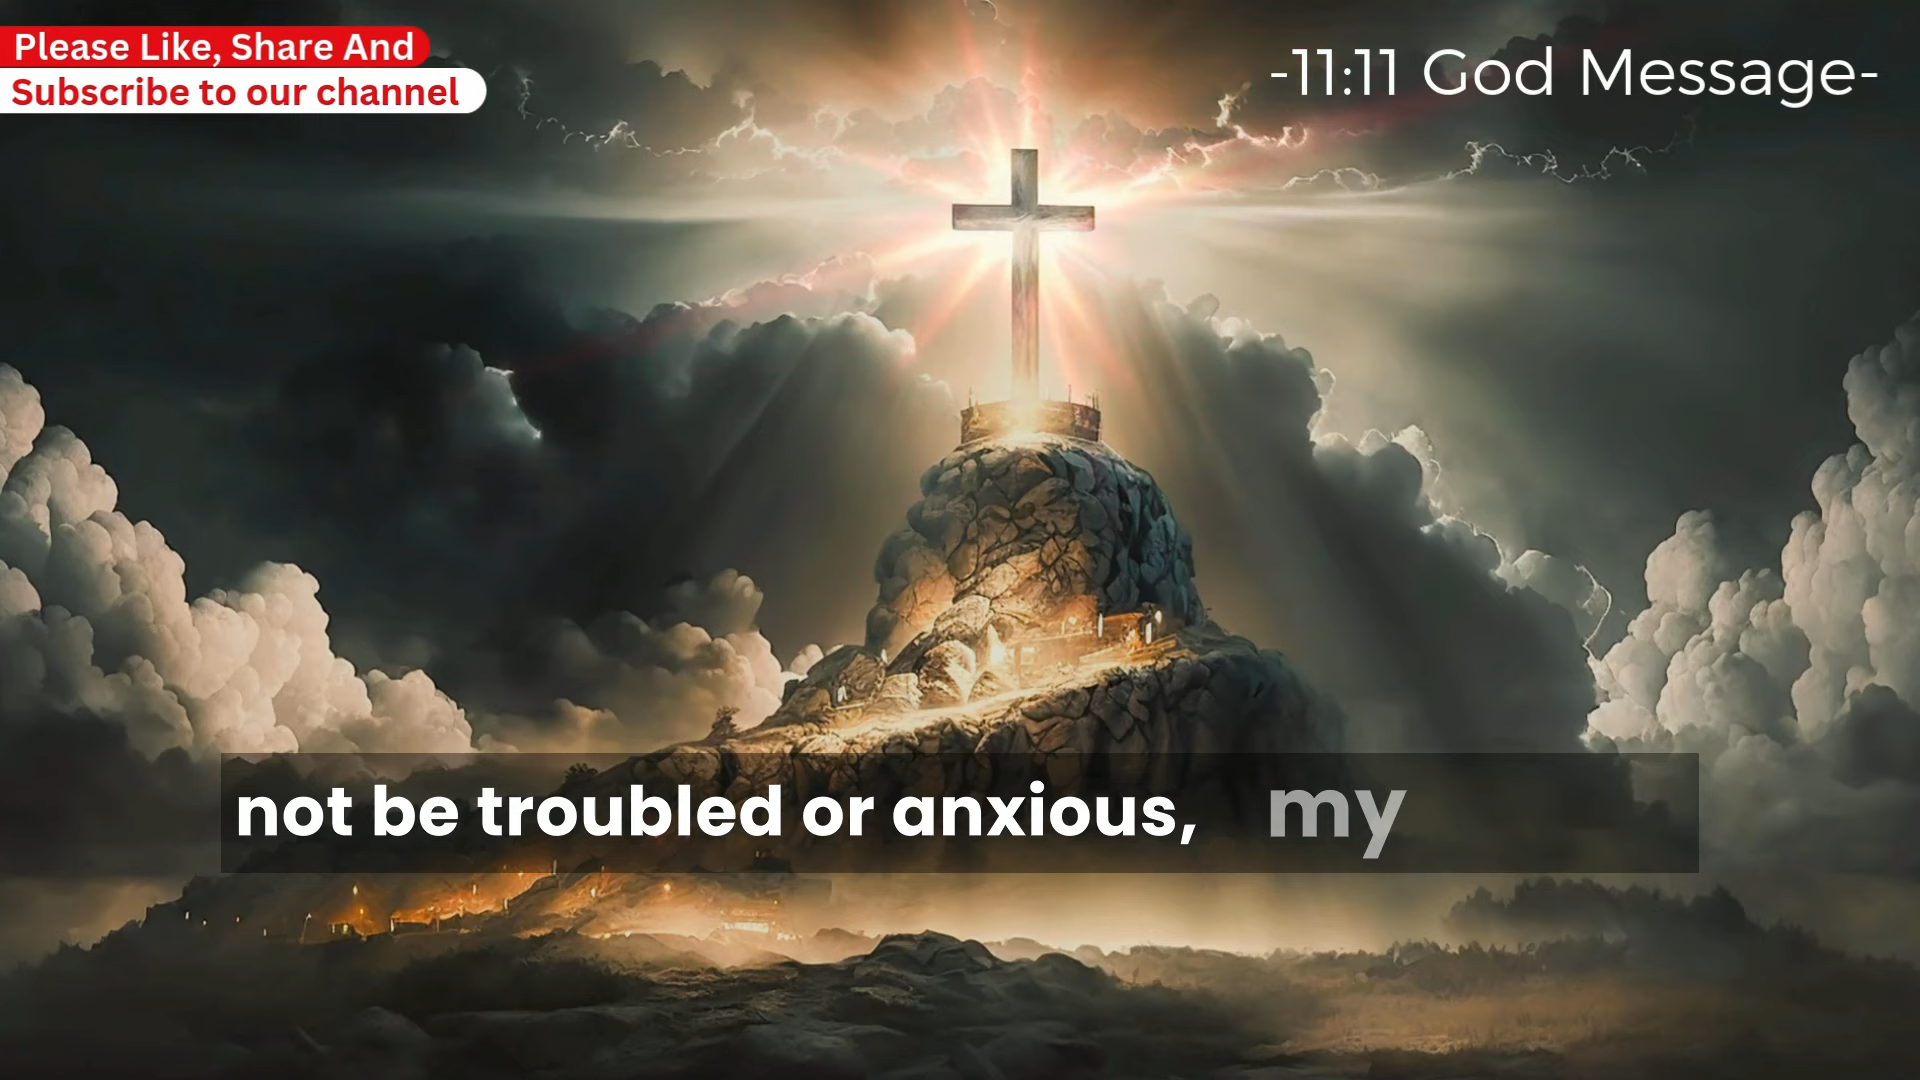 Please Like, Share And
Subscribe to our channel
-11:11 God Message-
not be troubled or anxious, my